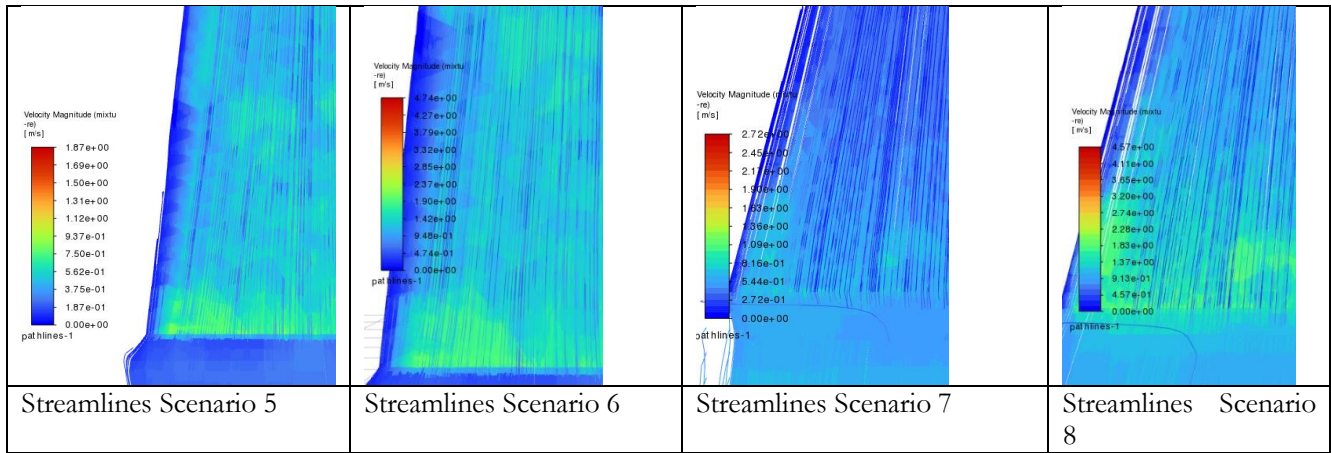 Velocity Magnitude (mixtu
-re)
[ m/s]
1.87e+00
1.69e+00
1.50e+00
1.31e+00
1.12e+00
9.37e-01
7.50e-01
5.62e-01
3.75e-01
1.87e-01
0.00e+00
pathlines-1
Streamlines Scenario 5
Velocity Magnitude (mixtu
-re)
[ m/s]
4.74e+00
4.27e+00
3.79e+00
3.32e+00
2.85e+00
2.37e+00
1.90e+00
1.42e+00
9.48e-01
4.74e-01
0.00e+00
pathlines-1
Streamlines Scenario 6
Velocity Magnitude (mixtu
-re)
[ m/s]
2.72e+00
2.45e+00
2.17e+00
1.90e+00
1.63e+00
1.36e+00
1.09e+00
8.16e-01
5.44e-01
2.72e-01
0.00e+00
pathlines-1
Streamlines Scenario 7
Velocity Magnitude (mixtu
-re)
[ m/s]
4.57e+00
4.11e+00
3.65e+00
3.20e+00
2.74e+00
2.28e+00
1.83e+00
1.37e+00
9.13e-01
4.57e-01
0.00e+00
pathlines-1
Streamlines Scenario
8